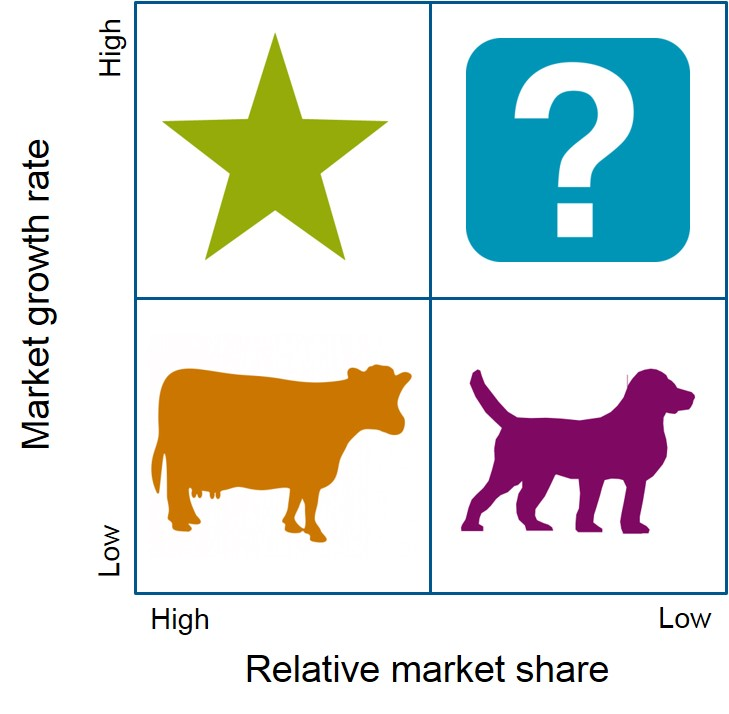 High
Market growth rate
Low
?
High
Low
Relative market share